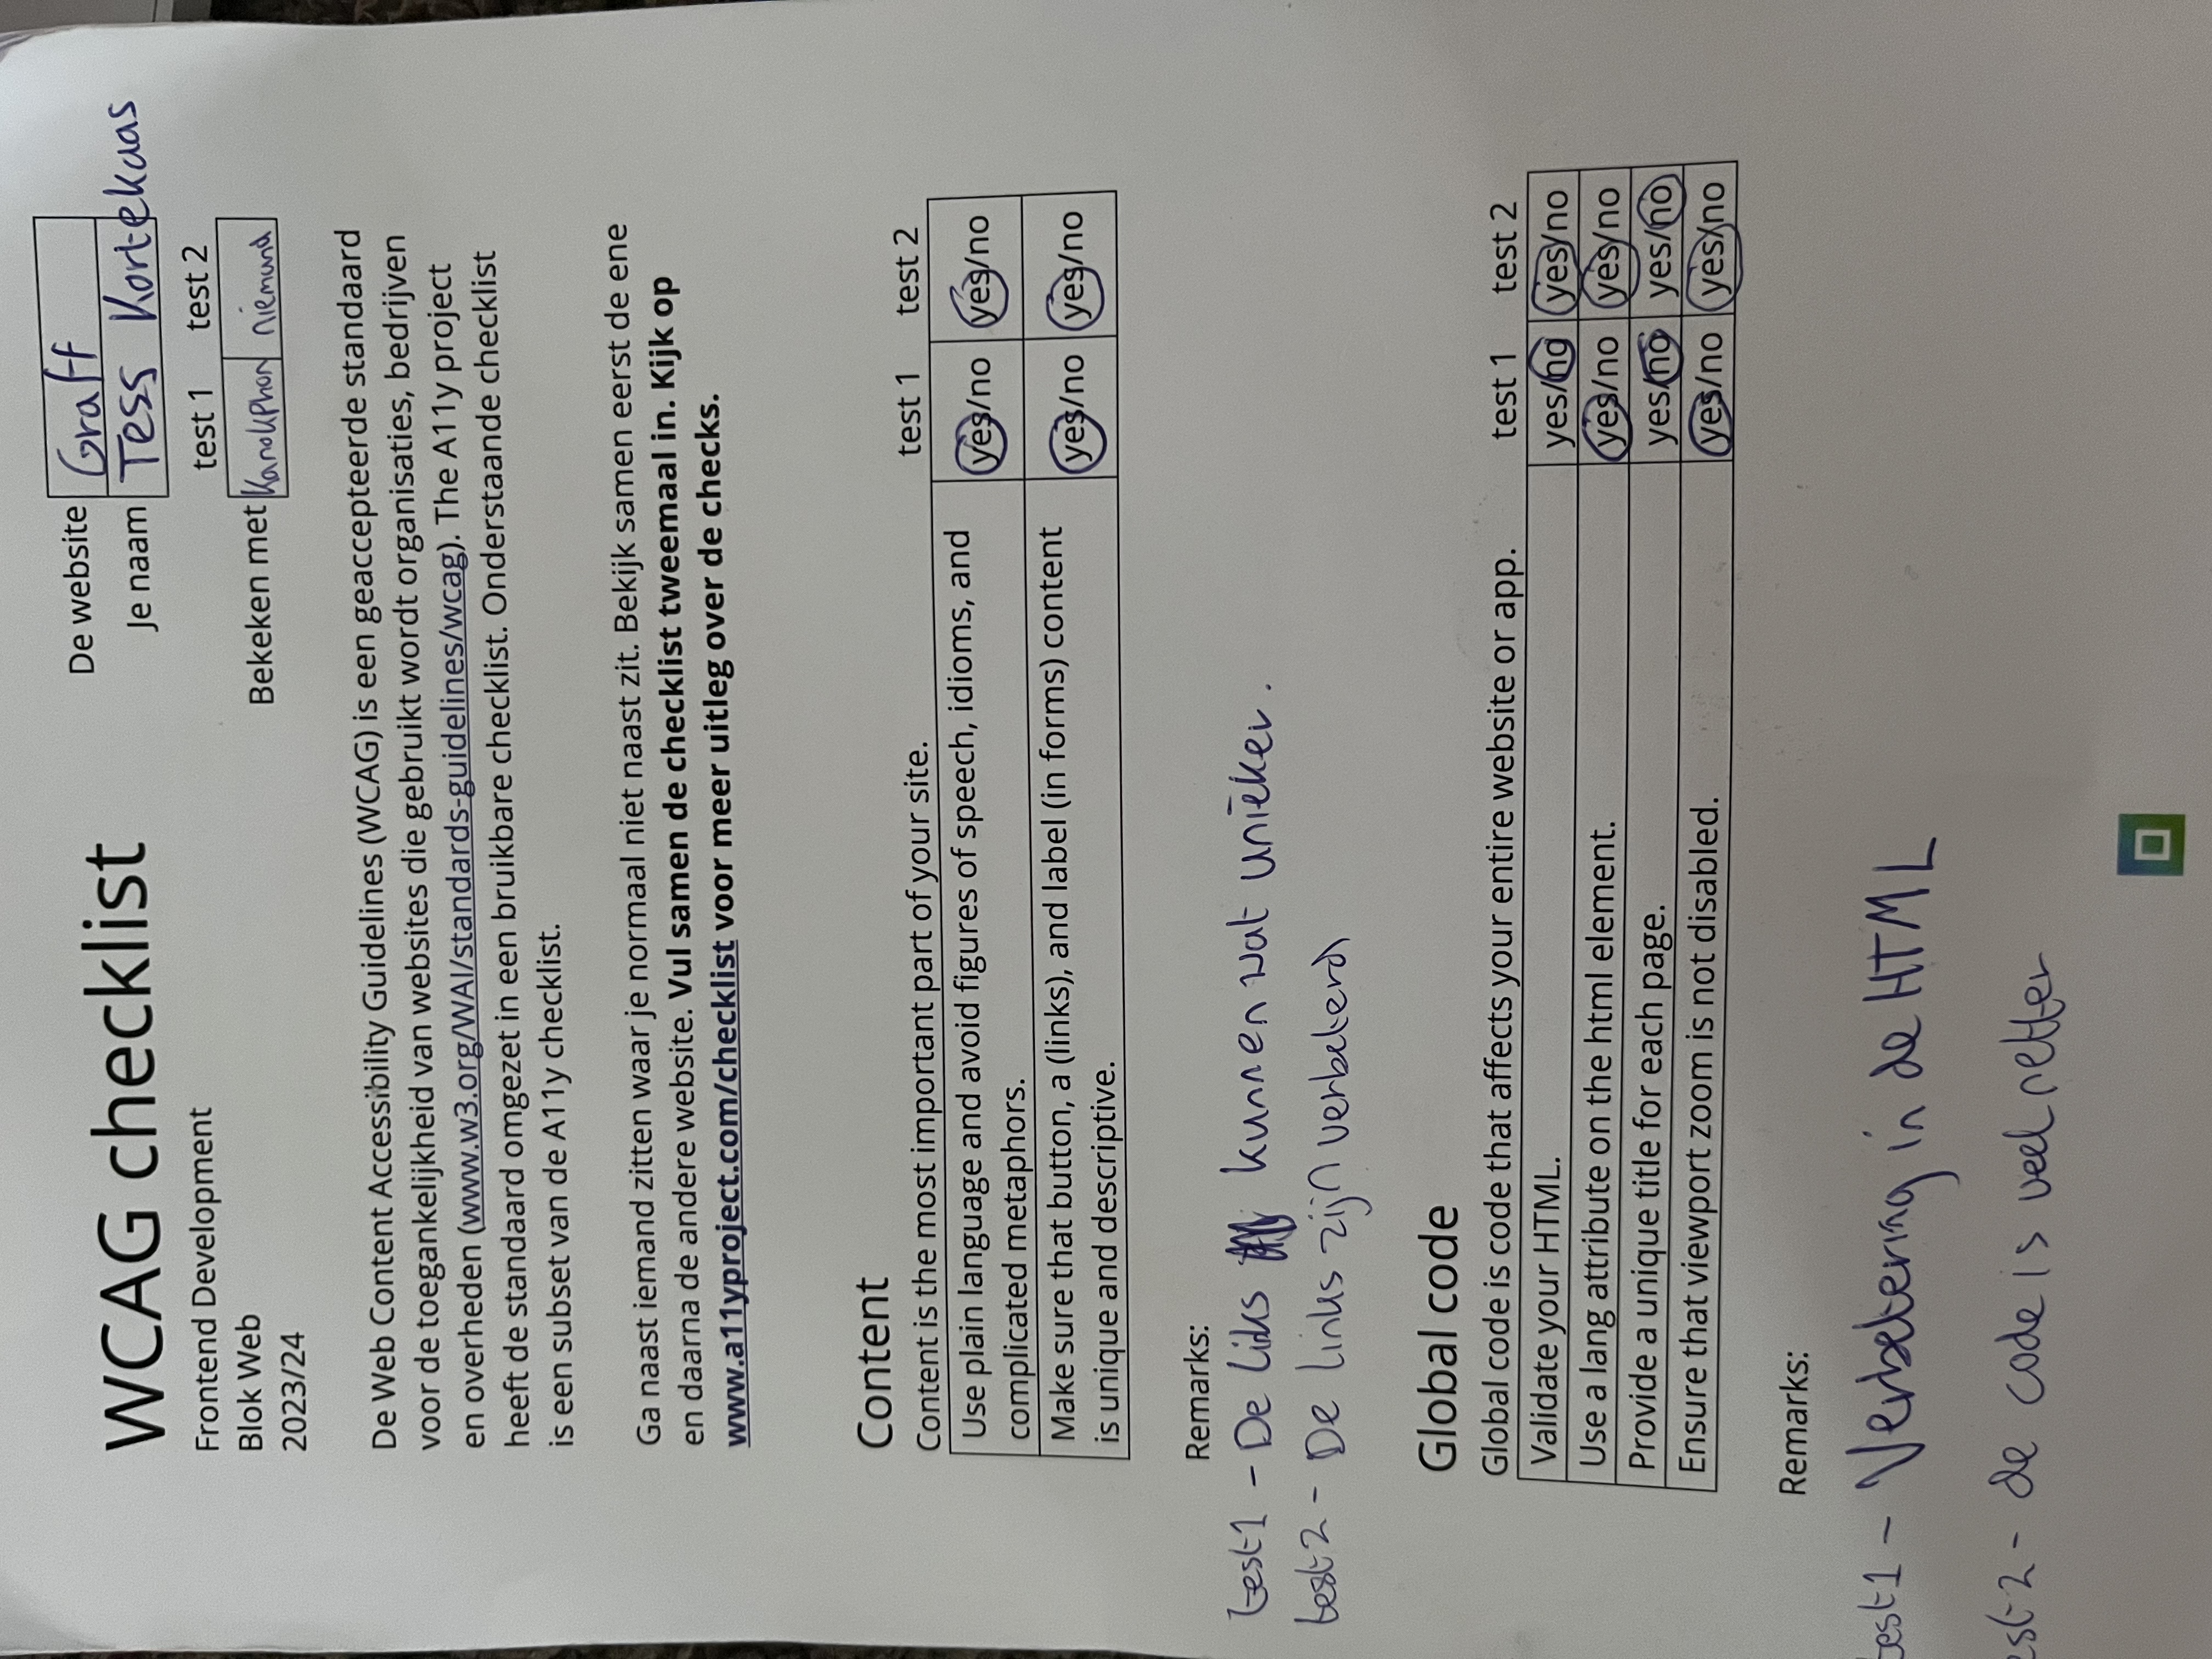 WCAG checklist
Frontend Development
Blok Web
2023/24
De website Graff
Je naam Tess Kortekaas
test 1 test 2
Bekeken met Kanokphon niemand
De Web Content Accessibility Guidelines (WCAG) is een geaccepteerde standaard
voor de toegankelijkheid van websites die gebruikt wordt organisaties, bedrijven
en overheden (www.w3.org/WAI/standards-guidelines/wcag). The A11y project
heeft de standaard omgezet in een bruikbare checklist. Onderstaande checklist
is een subset van de A11y checklist.
Ga naast iemand zitten waar je normaal niet naast zit. Bekijk samen eerst de ene
en daarna de andere website. Vul samen de checklist tweemaal in. Kijk op
www.a11yproject.com/checklist voor meer uitleg over de checks.
Content
Content is the most important part of your site. test 1 test 2
Use plain language and avoid figures of speech, idioms, and
complicated metaphors. yes/no yes/no
Make sure that button, a (links), and label (in forms) content
is unique and descriptive. yes/no yes/no
Remarks:
test1 - De liks kunnen wat uniēker.
test2 - De links zijn verbeterd
Global code
Global code is code that affects your entire website or app. test 1 test 2
Validate your HTML. yes/no yes/no
Use a lang attribute on the html element. yes/no yes/no
Provide a unique title for each page. yes/no yes/no
Ensure that viewport zoom is not disabled. yes/no yes/no
Remarks:
test1 - Verbetering in de HTML
est2 - de code is veel netter